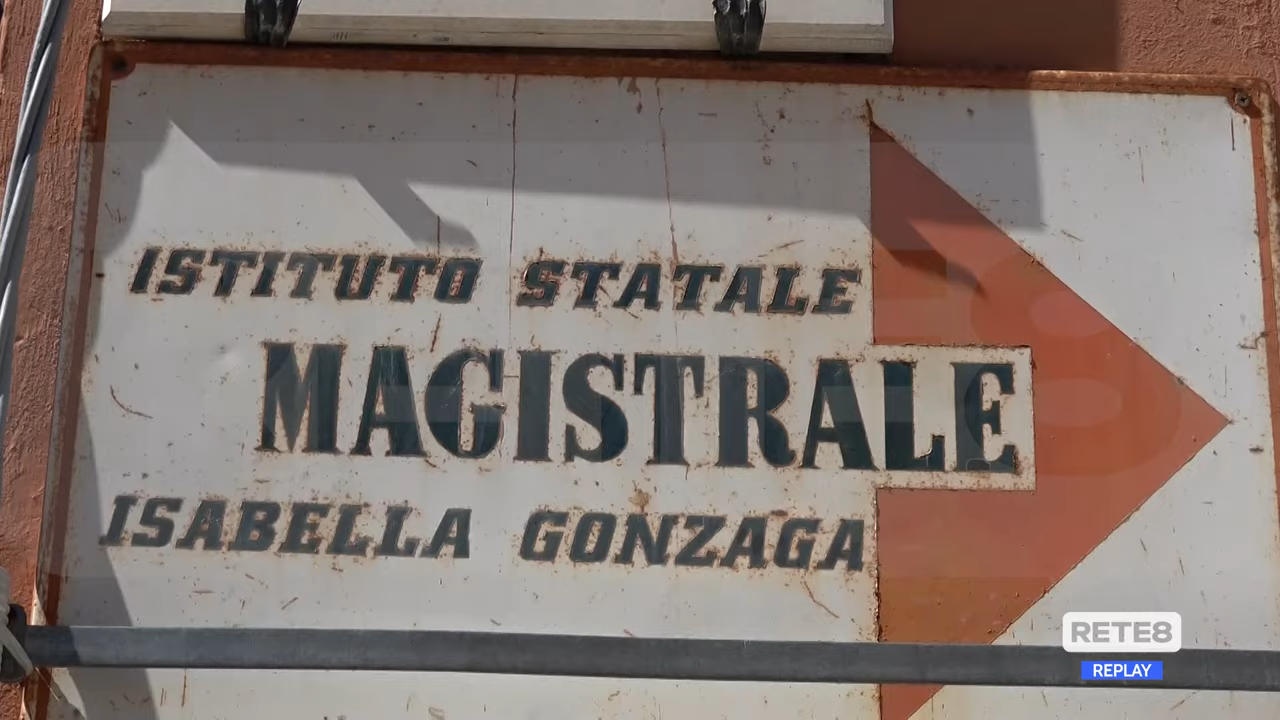 ISTITUTO STATALE
MAGISTRALE
ISABELLA GONZAGA
RETE8
REPLAY